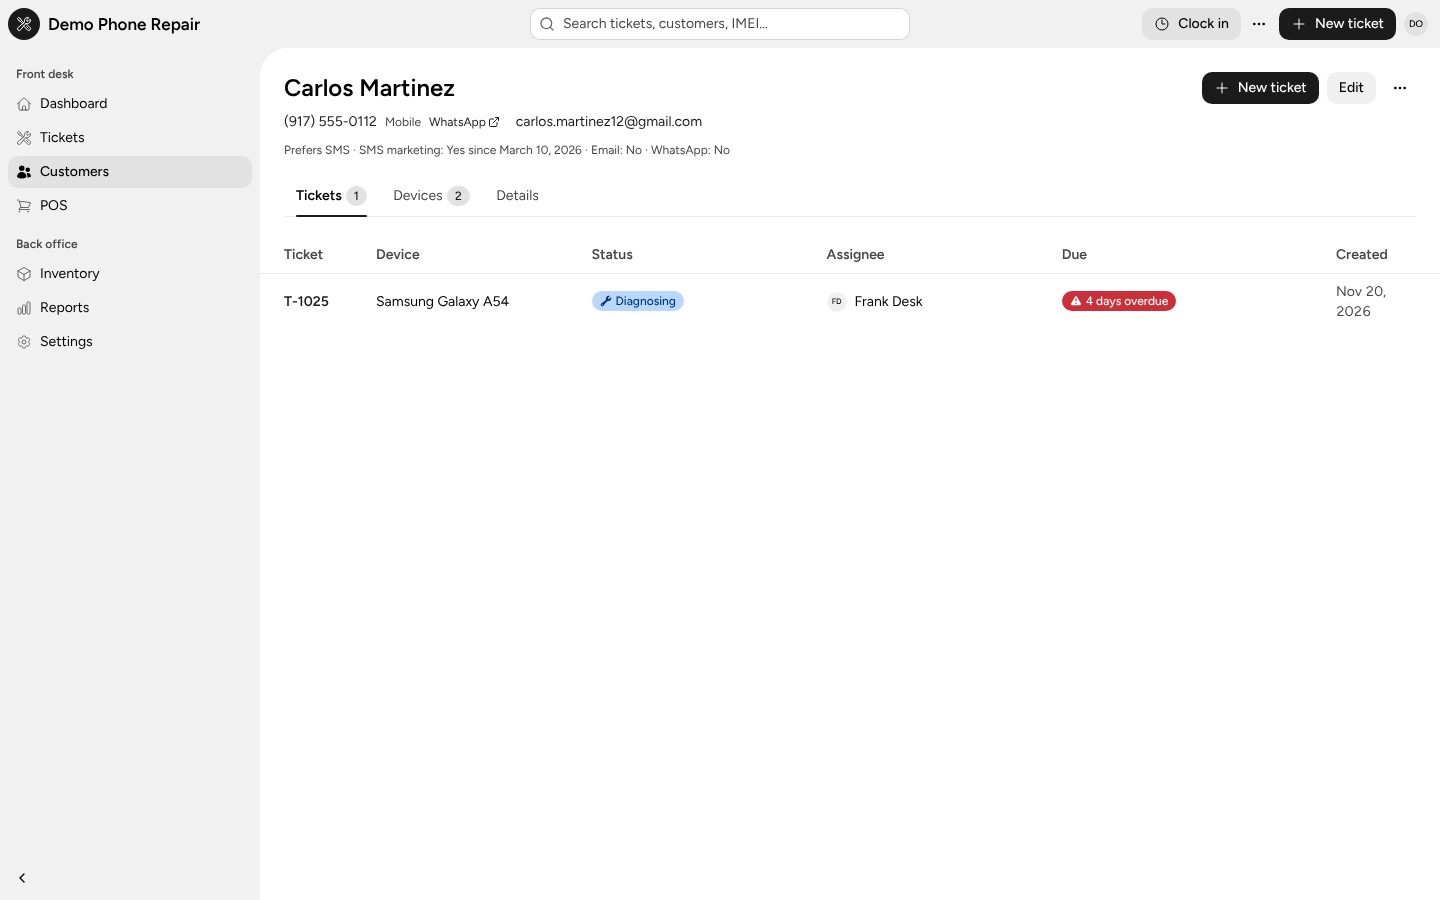 Demo Phone Repair
Search tickets, customers, IMEI...
Clock in
New ticket
DO
Front desk
Dashboard
Tickets
Customers
POS
Back office
Inventory
Reports
Settings
Carlos Martinez
New ticket
Edit
(917) 555-0112 Mobile WhatsApp carlos.martinez12@gmail.com
Prefers SMS · SMS marketing: Yes since March 10, 2026 · Email: No · WhatsApp: No
Tickets 1 Devices 2 Details
Ticket Device Status Assignee Due Created
T-1025 Samsung Galaxy A54 Diagnosing FD Frank Desk 4 days overdue Nov 20,
2026